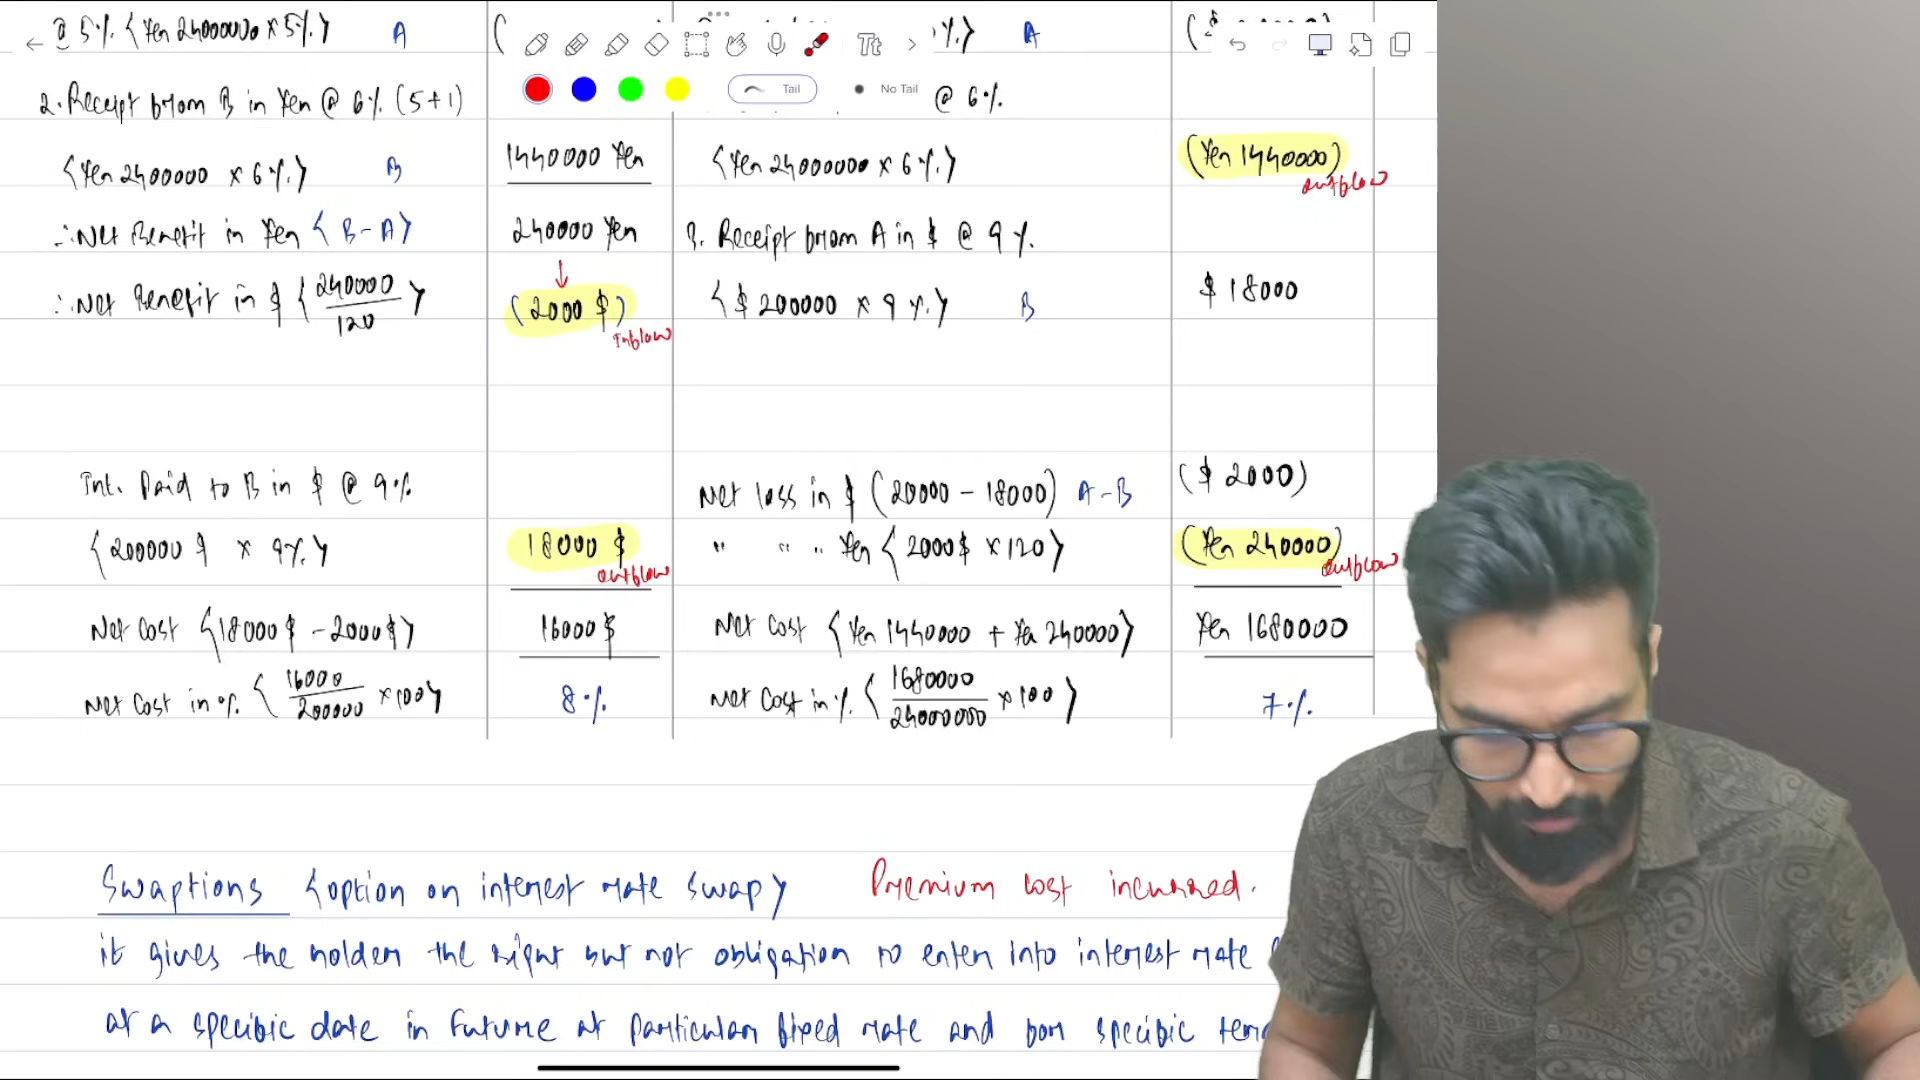 @ 5% {Yen 24000000 x 5%} A
%} A
Tt
Tail
No Tail
2. Receipt from B in Yen @ 6% (5+1)
@ 6%
{Yen 2400000 x 6%} B
1440000 Yen
{Yen 24000000 x 6%}
(Yen 1440000)
outflow
∴ Net Benefit in Yen {B-A}
240000 Yen
Receipt from A in $ @ 9%
∴ Net Benefit in $ {240000/120}
(2000 $)
Inflow
{$ 200000 x 9%} B
$ 18000
Int. Paid to B in $ @ 9%
Net loss in $ (20000 - 18000) A-B
($ 2000)
{200000 $ x 9%}
18000 $
outflow
" " " Yen {2000$ x 120}
(Yen 240000)
outflow
Net Cost {18000$ - 2000$}
16000 $
Net Cost {Yen 1440000 + Yen 240000}
Yen 1680000
Net Cost in % {16000/200000 x 100}
8%
Net Cost in % {1680000/24000000 x 100}
7%
Swaptions {option on interest rate swap} Premium cost incurred.
it gives the holder the right but not obligation to enter into interest rate
at a specific date in future at particular fixed rate and for specific